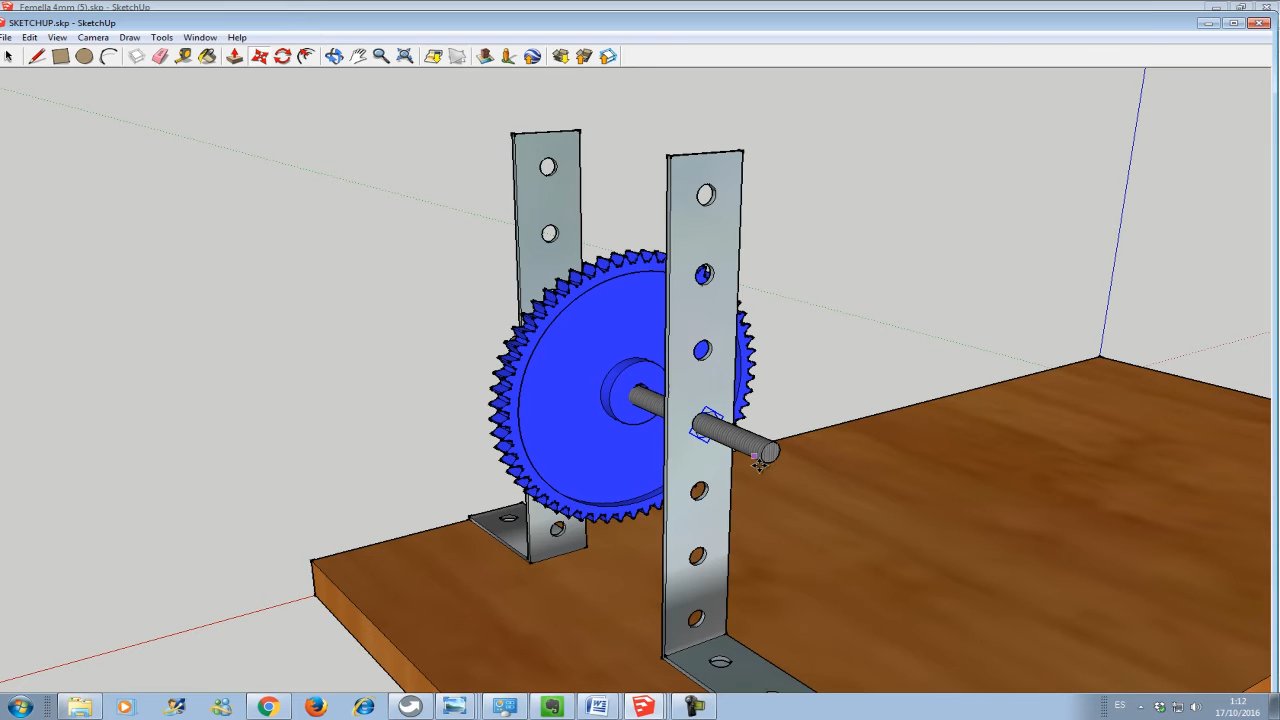 Femella 4mm (5).skp - SketchUp
SKETCHUP.skp - SketchUp
File Edit View Camera Draw Tools Window Help
ES
1:12
17/10/2016